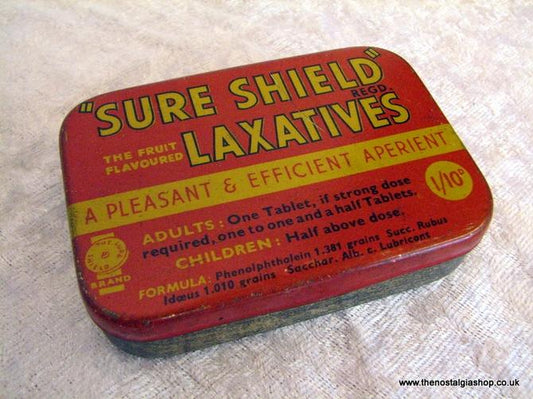 "SURE SHIELD"
REGD.
THE FRUIT
FLAVOURED
LAXATIVES
A PLEASANT & EFFICIENT APERIENT
1/10D
ADULTS: One Tablet, if strong dose
required, one to one and a half Tablets.
CHILDREN: Half above dose.
BRAND
FORMULA: Phenolphthalein 1.381 grains Succ. Rubus
Idæus 1.010 grains Sacchar. Alb. c. Lubricant
www.thenostalgiashop.co.uk